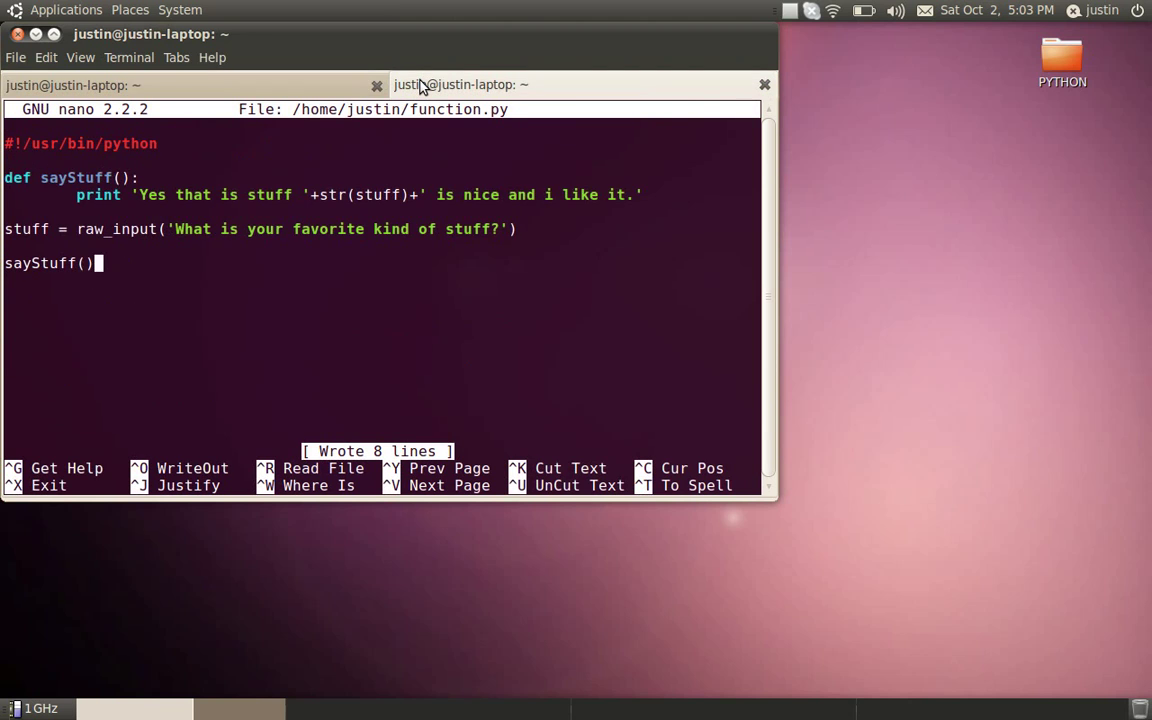 Applications Places System Sat Oct 2, 5:03 PM justin
justin@justin-laptop: ~
File Edit View Terminal Tabs Help
justin@justin-laptop: ~ justin@justin-laptop: ~
GNU nano 2.2.2 File: /home/justin/function.py
#!/usr/bin/python
def sayStuff():
print 'Yes that is stuff '+str(stuff)+' is nice and i like it.'
stuff = raw_input('What is your favorite kind of stuff?')
sayStuff()
[ Wrote 8 lines ]
^G Get Help ^O WriteOut ^R Read File ^Y Prev Page ^K Cut Text ^C Cur Pos
^X Exit ^J Justify ^W Where Is ^V Next Page ^U UnCut Text ^T To Spell
PYTHON
1 GHz